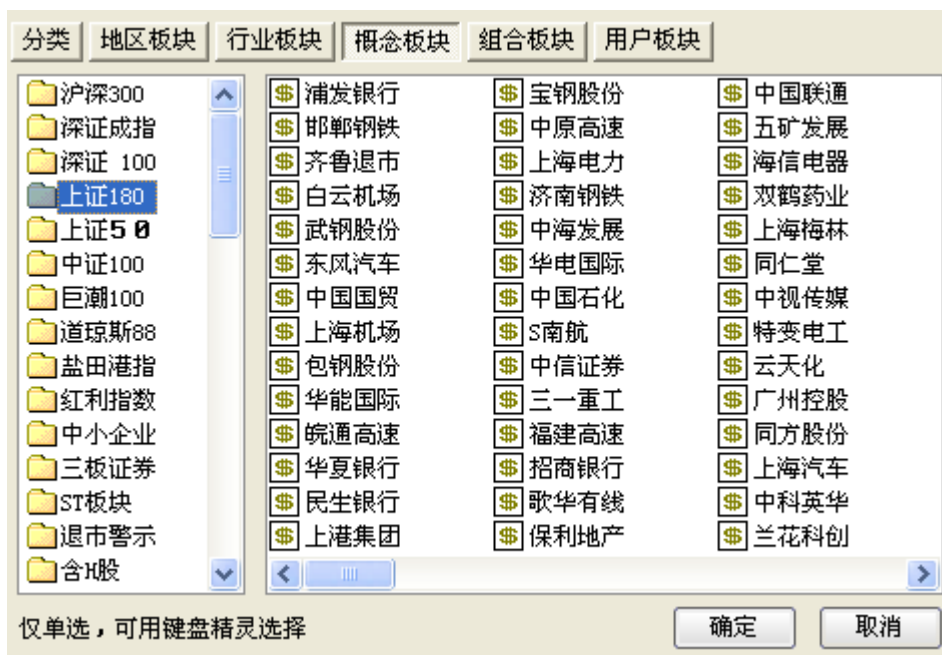 分类 地区板块 行业板块 概念板块 组合板块 用户板块
沪深300 浦发银行 宝钢股份 中国联通
深证成指 邯郸钢铁 中原高速 五矿发展
深证 100 齐鲁退市 上海电力 海信电器
上证180 白云机场 济南钢铁 双鹤药业
上证５０ 武钢股份 中海发展 上海梅林
中证100 东风汽车 华电国际 同仁堂
巨潮100 中国国贸 中国石化 中视传媒
道琼斯88 上海机场 S南航 特变电工
盐田港指 包钢股份 中信证券 云天化
红利指数 华能国际 三一重工 广州控股
中小企业 皖通高速 福建高速 同方股份
三板证券 华夏银行 招商银行 上海汽车
ST板块 民生银行 歌华有线 中科英华
退市警示 上港集团 保利地产 兰花科创
含H股
仅单选，可用键盘精灵选择 确定 取消